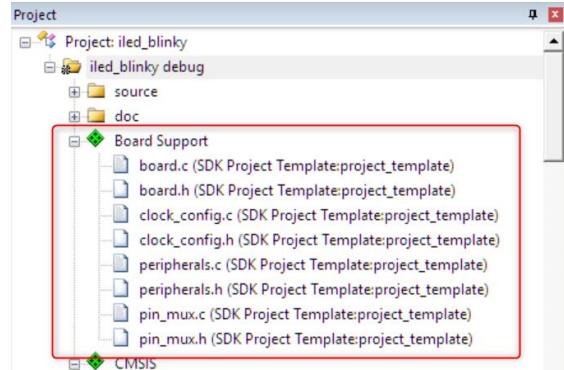 Project
Project: iled_blinky
iled_blinky debug
source
doc
Board Support
board.c (SDK Project Template:project_template)
board.h (SDK Project Template:project_template)
clock_config.c (SDK Project Template:project_template)
clock_config.h (SDK Project Template:project_template)
peripherals.c (SDK Project Template:project_template)
peripherals.h (SDK Project Template:project_template)
pin_mux.c (SDK Project Template:project_template)
pin_mux.h (SDK Project Template:project_template)
CMSIS